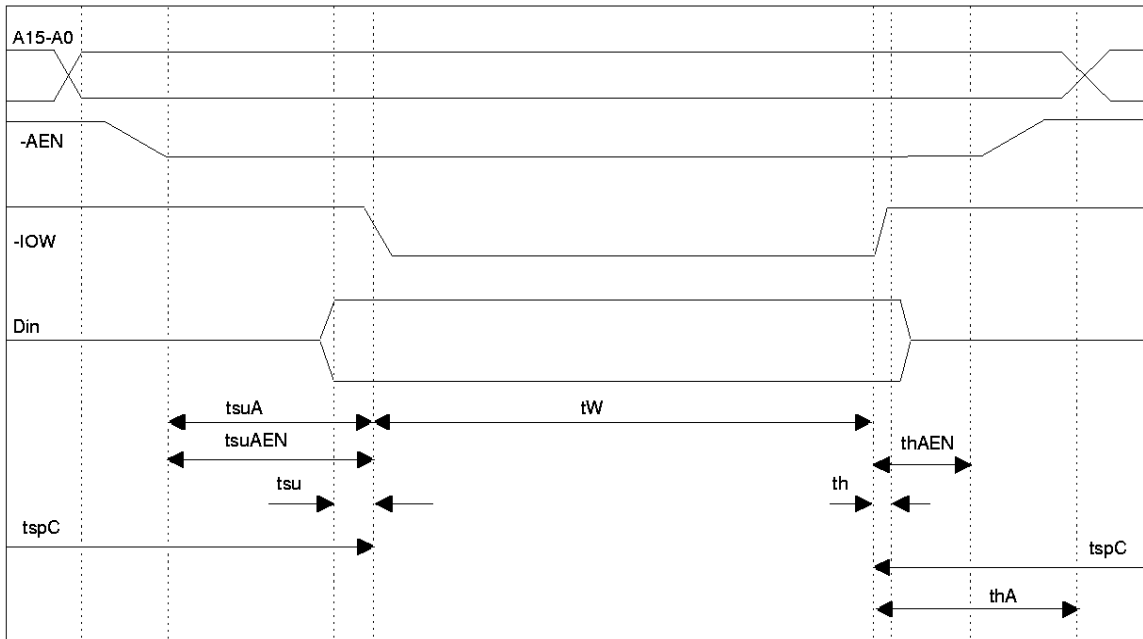 A15-A0
-AEN
-IOW
Din
tsuA
tW
tsuAEN
thAEN
tsu
th
tspC
tspC
thA